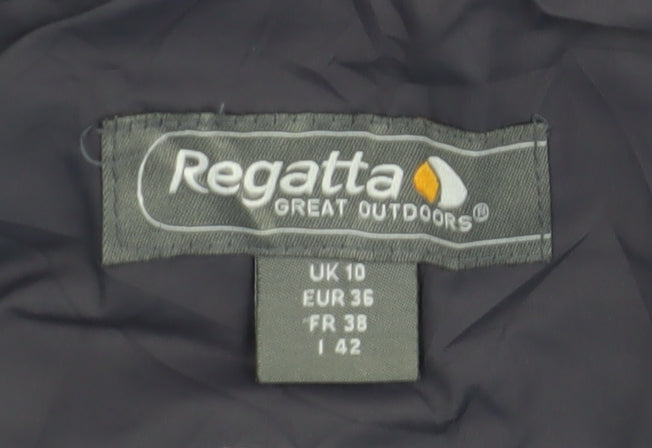 Regatta
GREAT OUTDOORS®
UK 10
EUR 36
FR 38
I 42